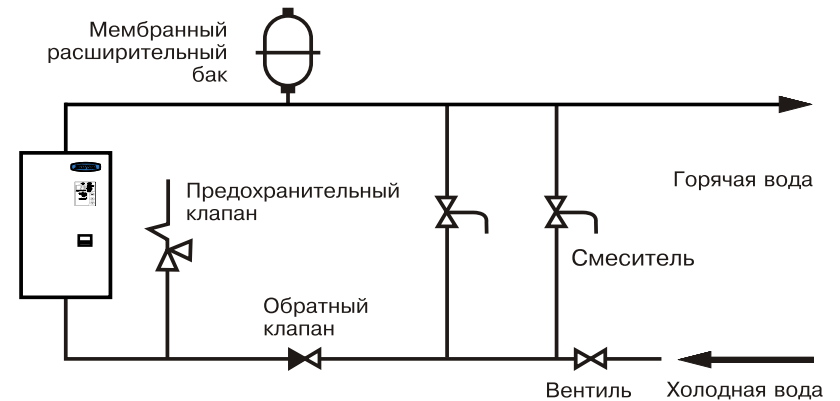 Мембранный
расширительный
бак
Предохранительный
клапан
Горячая вода
Смеситель
Обратный
клапан
Вентиль
Холодная вода